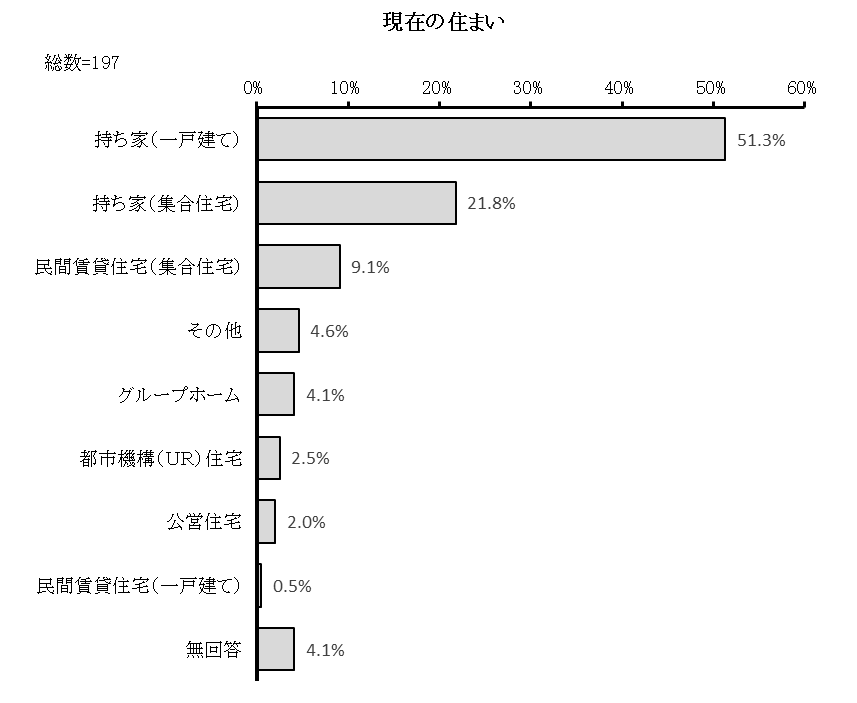 現在の住まい
総数=197
0% 10% 20% 30% 40% 50% 60%
持ち家(一戸建て) 51.3%
持ち家(集合住宅) 21.8%
民間賃貸住宅(集合住宅) 9.1%
その他 4.6%
グループホーム 4.1%
都市機構(UR)住宅 2.5%
公営住宅 2.0%
民間賃貸住宅(一戸建て) 0.5%
無回答 4.1%